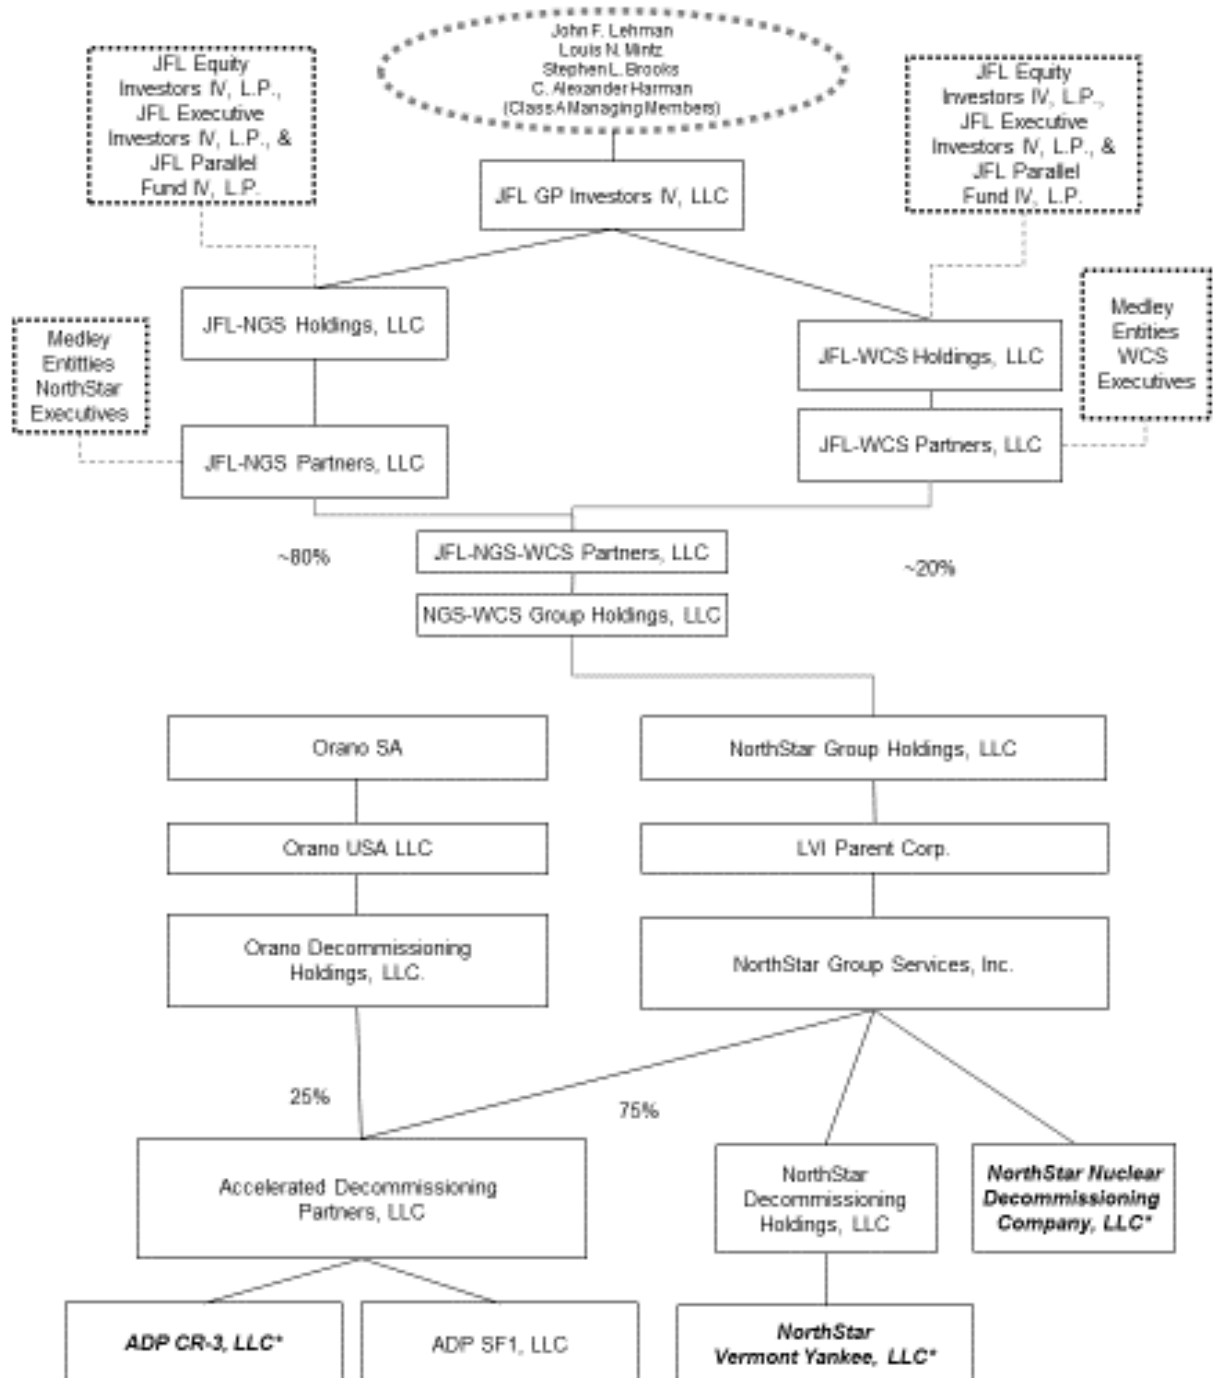 John F. Lehman
Louis N. Mintz
Stephen L. Brooks
C. Alexander Harman
(Class A Managing Members)
JFL Equity
Investors IV, L.P.,
JFL Executive
Investors IV, L.P., &
JFL Parallel
Fund IV, L.P.
JFL GP Investors IV, LLC
JFL Equity
Investors IV, L.P.,
JFL Executive
Investors IV, L.P., &
JFL Parallel
Fund IV, L.P.
Medley
Entitties
NorthStar
Executives
JFL-NGS Holdings, LLC
JFL-WCS Holdings, LLC
Medley
Entities
WCS
Executives
JFL-NGS Partners, LLC
JFL-WCS Partners, LLC
~80%
JFL-NGS-WCS Partners, LLC
~20%
NGS-WCS Group Holdings, LLC
Orano SA
NorthStar Group Holdings, LLC
Orano USA LLC
LVI Parent Corp.
Orano Decommissioning
Holdings, LLC.
NorthStar Group Services, Inc.
25%
75%
Accelerated Decommissioning
Partners, LLC
NorthStar
Decommissioning
Holdings, LLC
NorthStar Nuclear
Decommissioning
Company, LLC*
ADP CR-3, LLC*
ADP SF1, LLC
NorthStar
Vermont Yankee, LLC*